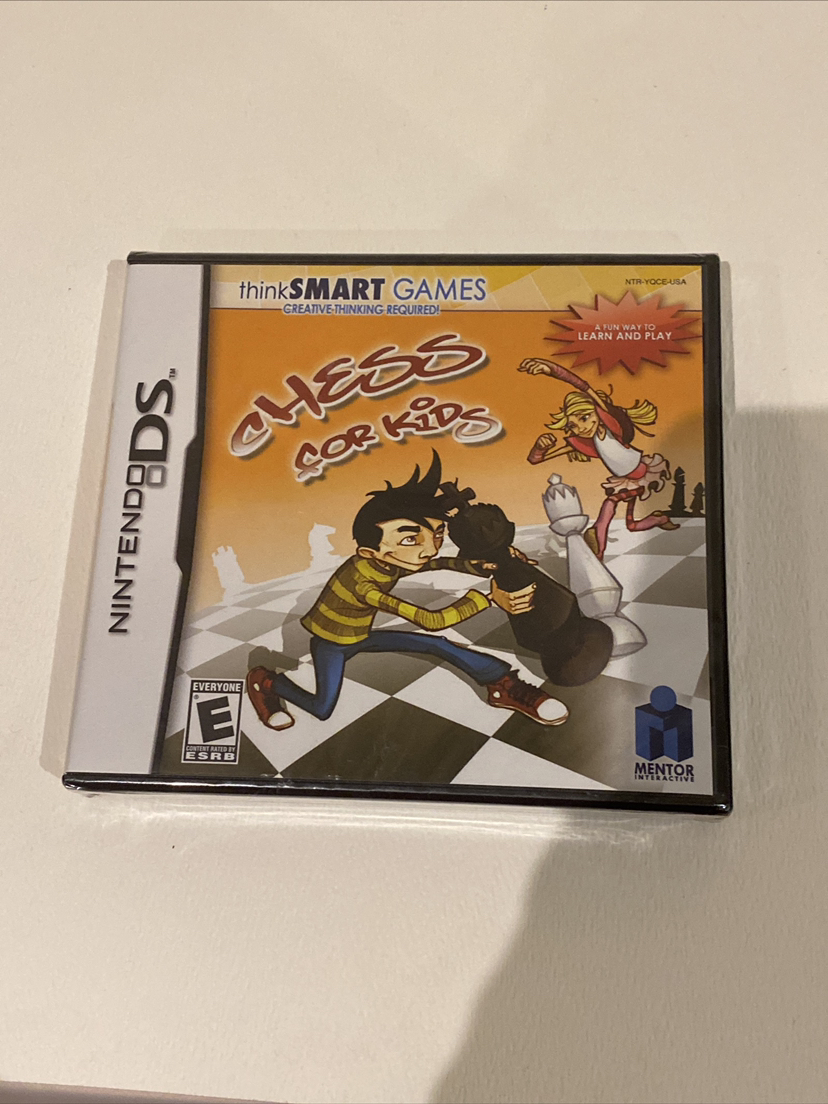 NINTENDO DS™
thinkSMART GAMES
CREATIVE THINKING REQUIRED!
NTR-YQCE-USA
A FUN WAY TO
LEARN AND PLAY
CHESS
FOR KIDS
EVERYONE
E
®
CONTENT RATED BY
ESRB
MENTOR
INTERACTIVE